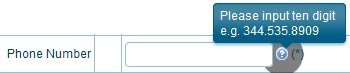 Please input ten digit
e.g. 344.535.8909
Phone Number
? (*)